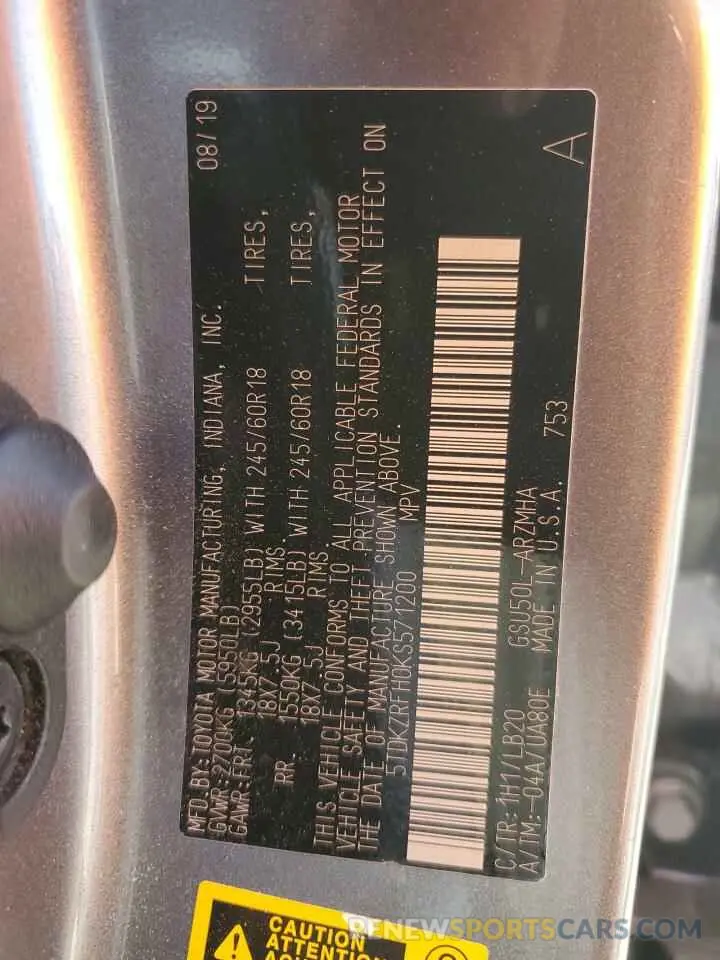 MFD.BY:TOYOTA MOTOR MANUFACTURING, INDIANA, INC. 08/19
GVWR 2700KG (5950LB)
GAWR:FRT 1345KG (2955LB) WITH 245/60R18 TIRES,
18X7.5J RIMS.
RR 1550KG (3415LB) WITH 245/60R18 TIRES,
18X7.5J RIMS
THIS VEHICLE CONFORMS TO ALL APPLICABLE FEDERAL MOTOR
VEHICLE SAFETY AND THEFT PREVENTION STANDARDS IN EFFECT ON
THE DATE OF MANUFACTURE SHOWN ABOVE.
5TDKZRFH0KS571200 MPV
A
C/TR: 1H1/LB20 GSU50L-ARZMHA
A/TM:-04A/UA80E MADE IN U.S.A. 753
CAUTION
ATTENTION
RENEWSPORTSCARS.COM